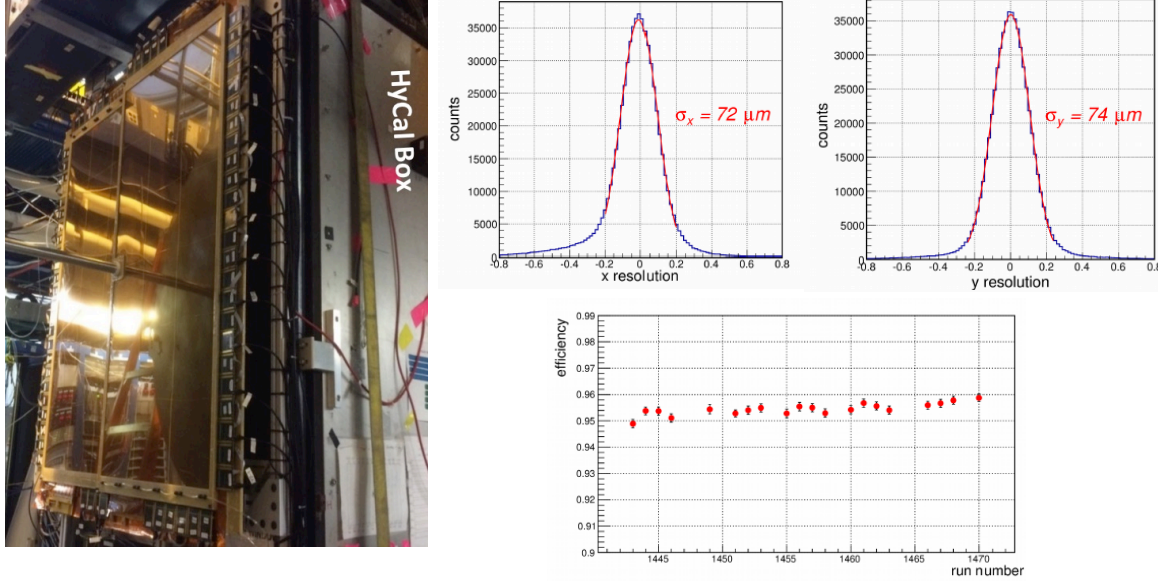 HyCal Box
counts
35000
30000
25000
20000
15000
10000
5000
0
-0.8 -0.6 -0.4 -0.2 0 0.2 0.4 0.6 0.8
x resolution
σx = 72 μm
counts
35000
30000
25000
20000
15000
10000
5000
0
-0.8 -0.6 -0.4 -0.2 0 0.2 0.4 0.6 0.8
y resolution
σy = 74 μm
efficiency
0.99
0.98
0.97
0.96
0.95
0.94
0.93
0.92
0.91
0.9
1445 1450 1455 1460 1465 1470
run number